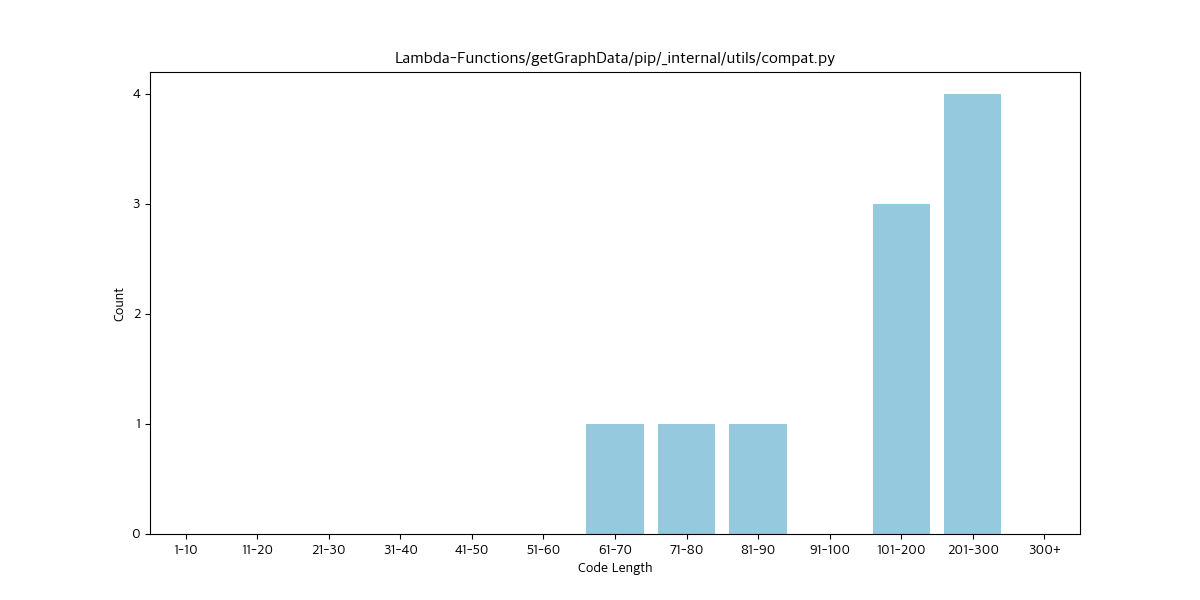 Lambda-Functions/getGraphData/pip/_internal/utils/compat.py
4
3
2
1
0
Count
1-10 11-20 21-30 31-40 41-50 51-60 61-70 71-80 81-90 91-100 101-200 201-300 300+
Code Length